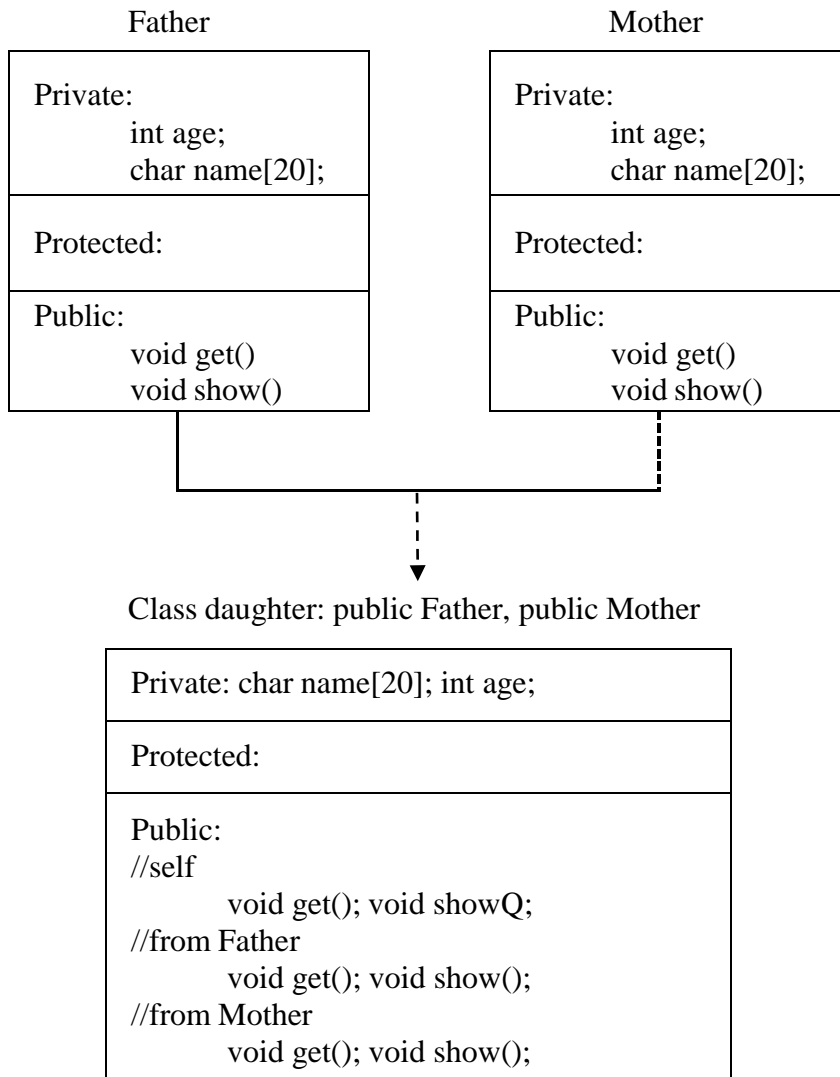 Father
Mother
Private:
int age;
char name[20];
Protected:
Public:
void get()
void show()
Private:
int age;
char name[20];
Protected:
Public:
void get()
void show()
Class daughter: public Father, public Mother
Private: char name[20]; int age;
Protected:
Public:
//self
void get(); void showQ;
//from Father
void get(); void show();
//from Mother
void get(); void show();